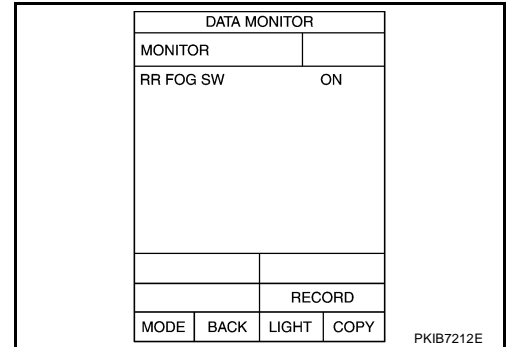 DATA MONITOR
MONITOR
RR FOG SW ON
RECORD
MODE BACK LIGHT COPY
PKIB7212E